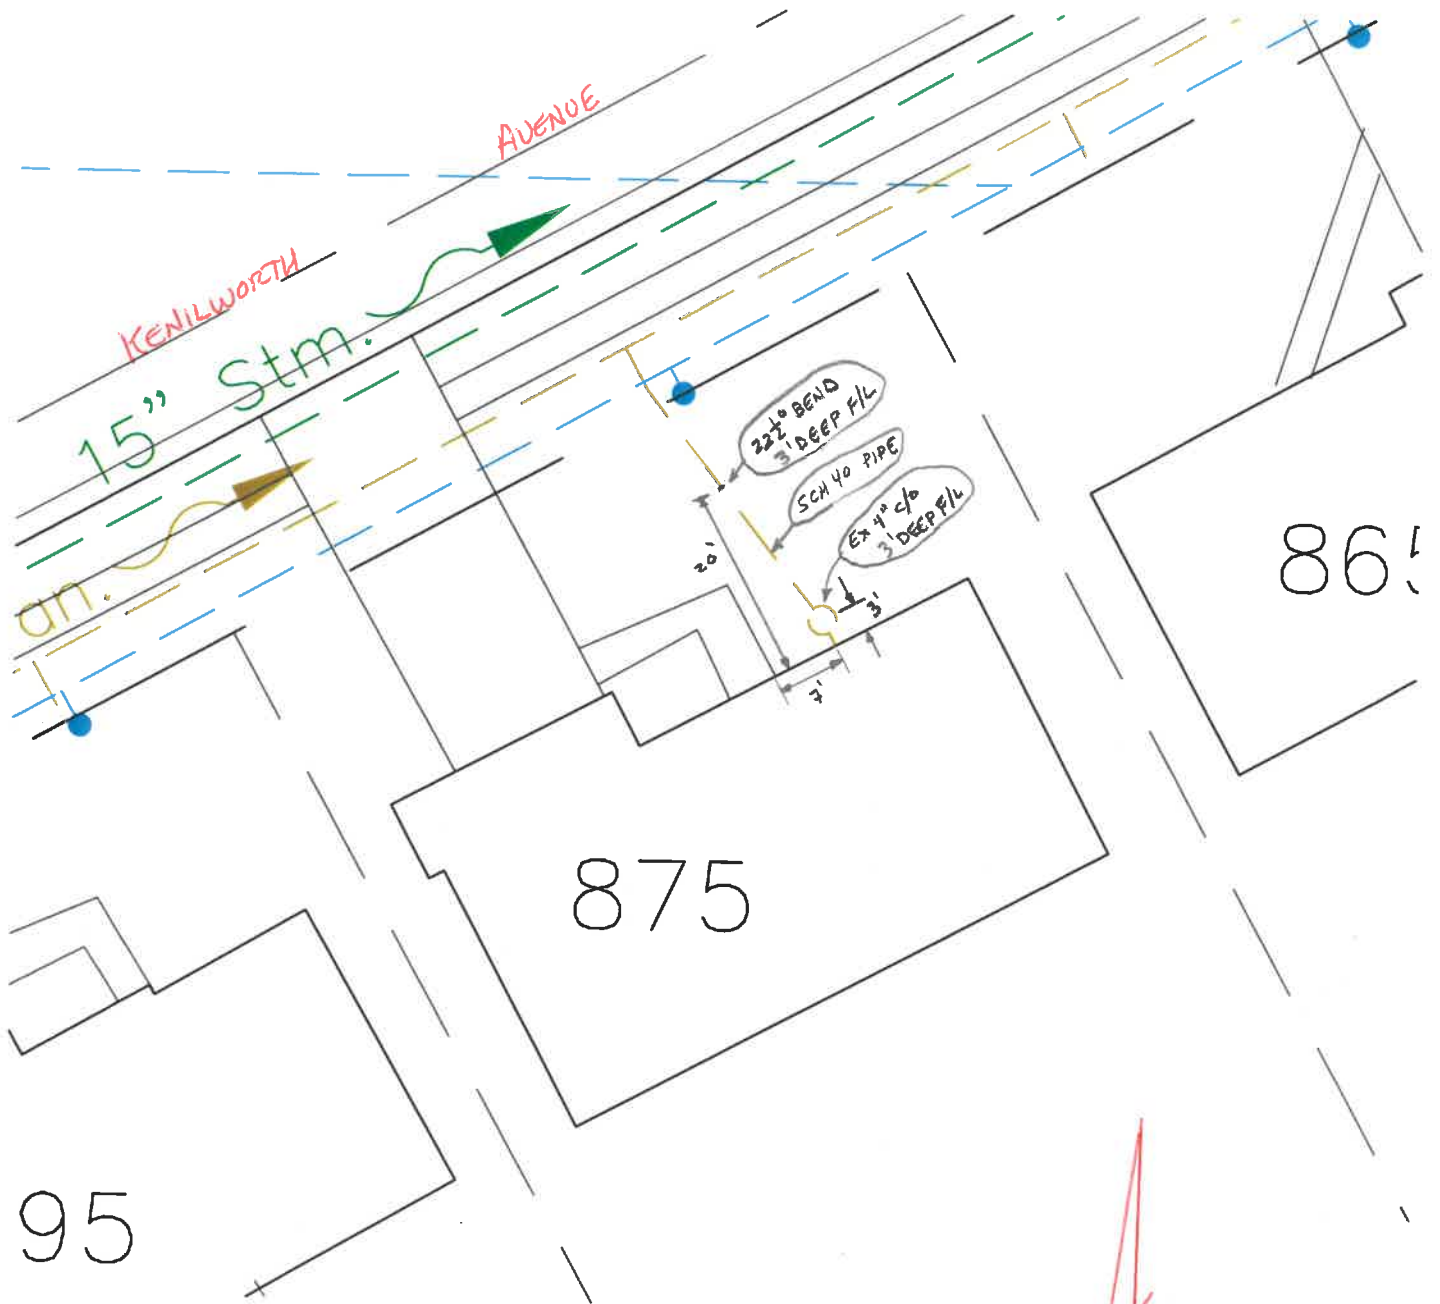 AVENUE
KENILWORTH
15" Stm.
an.
22½° BEND
3' DEEP F/L
SCH 40 PIPE
EX 4" C/O
3' DEEP F/L
20'
3'
7'
865
875
95